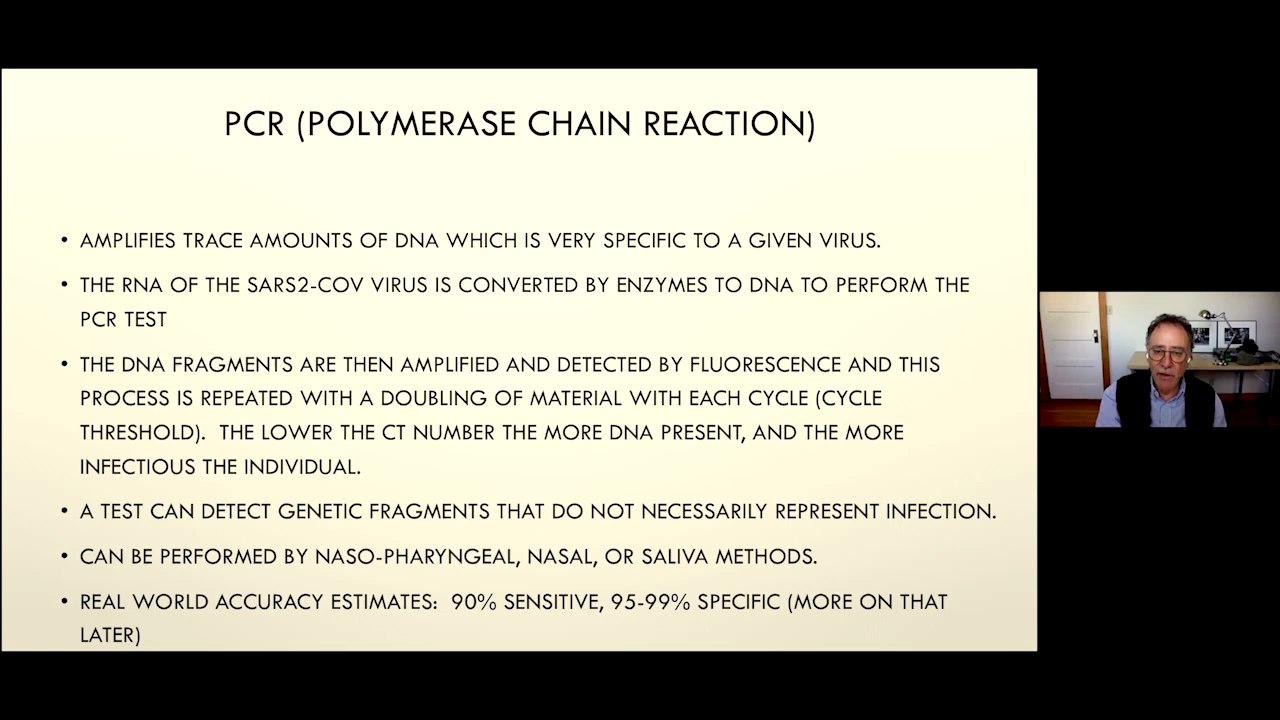 PCR (POLYMERASE CHAIN REACTION)
• AMPLIFIES TRACE AMOUNTS OF DNA WHICH IS VERY SPECIFIC TO A GIVEN VIRUS.
• THE RNA OF THE SARS2-COV VIRUS IS CONVERTED BY ENZYMES TO DNA TO PERFORM THE
PCR TEST
• THE DNA FRAGMENTS ARE THEN AMPLIFIED AND DETECTED BY FLUORESCENCE AND THIS
PROCESS IS REPEATED WITH A DOUBLING OF MATERIAL WITH EACH CYCLE (CYCLE
THRESHOLD). THE LOWER THE CT NUMBER THE MORE DNA PRESENT, AND THE MORE
INFECTIOUS THE INDIVIDUAL.
• A TEST CAN DETECT GENETIC FRAGMENTS THAT DO NOT NECESSARILY REPRESENT INFECTION.
• CAN BE PERFORMED BY NASO-PHARYNGEAL, NASAL, OR SALIVA METHODS.
• REAL WORLD ACCURACY ESTIMATES: 90% SENSITIVE, 95-99% SPECIFIC (MORE ON THAT
LATER)